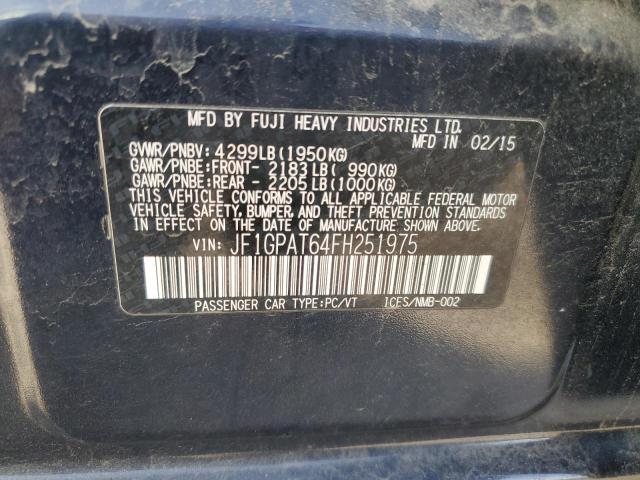 MFD BY FUJI HEAVY INDUSTRIES LTD.
MFD IN 02/15
GVWR/PNBV: 4299LB(1950KG)
GAWR/PNBE:FRONT- 2183LB( 990KG)
GAWR/PNBE:REAR - 2205LB(1000KG)
THIS VEHICLE CONFORMS TO ALL APPLICABLE FEDERAL MOTOR
VEHICLE SAFETY, BUMPER, AND THEFT PREVENTION STANDARDS
IN EFFECT ON THE DATE OF MANUFACTURE SHOWN ABOVE.
VIN: JF1GPAT64FH251975
PASSENGER CAR TYPE:PC/VT ICES/NMB-002